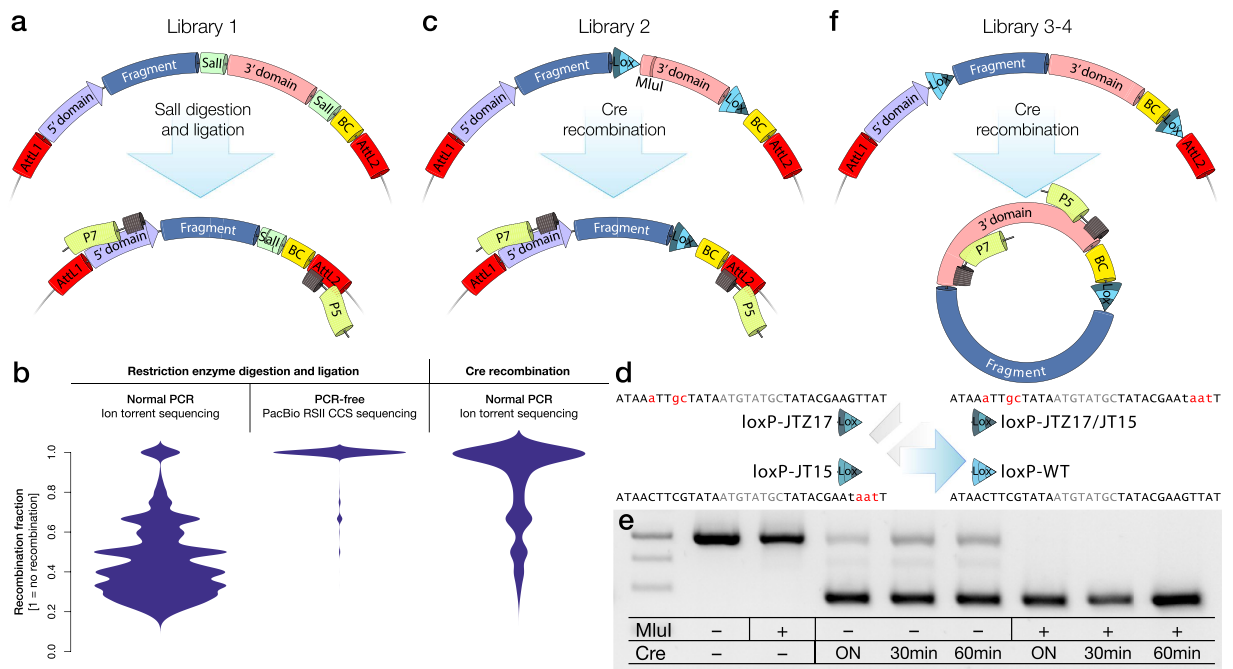 a
Library 1
5' domain
Fragment
SalI
3' domain
SalI
BC
AttL1
AttL2
SalI digestion
and ligation
P7
AttL1
5' domain
Fragment
SalI
BC
AttL2
P5
c
Library 2
5' domain
Fragment
Lox
MluI
3' domain
Lox
BC
AttL1
AttL2
Cre
recombination
P7
AttL1
5' domain
Fragment
Lox
BC
AttL2
P5
f
Library 3-4
5' domain
Lox
Fragment
3' domain
BC
Lox
AttL1
AttL2
Cre
recombination
P5
3' domain
P7
BC
Lox
Fragment
b
Restriction enzyme digestion and ligation
Cre recombination
Normal PCR
Ion torrent sequencing
PCR-free
PacBio RSII CCS sequencing
Normal PCR
Ion torrent sequencing
Recombination fraction
[1 = no recombination]
1.0
0.8
0.6
0.4
0.2
0.0
d
ATAAaTTgcTATAATGTATGCTATACGAAGTTAT
Lox
loxP-JTZ17
loxP-JT15
Lox
ATAACTTCGTATAATGTATGCTATACGAAtaatT
ATAAaTTgcTATAATGTATGCTATACGAAtaatT
Lox
loxP-JTZ17/JT15
Lox
loxP-WT
ATAACTTCGTATAATGTATGCTATACGAAGTTAT
e
MluI – + – – – + + +
Cre – – ON 30min 60min ON 30min 60min